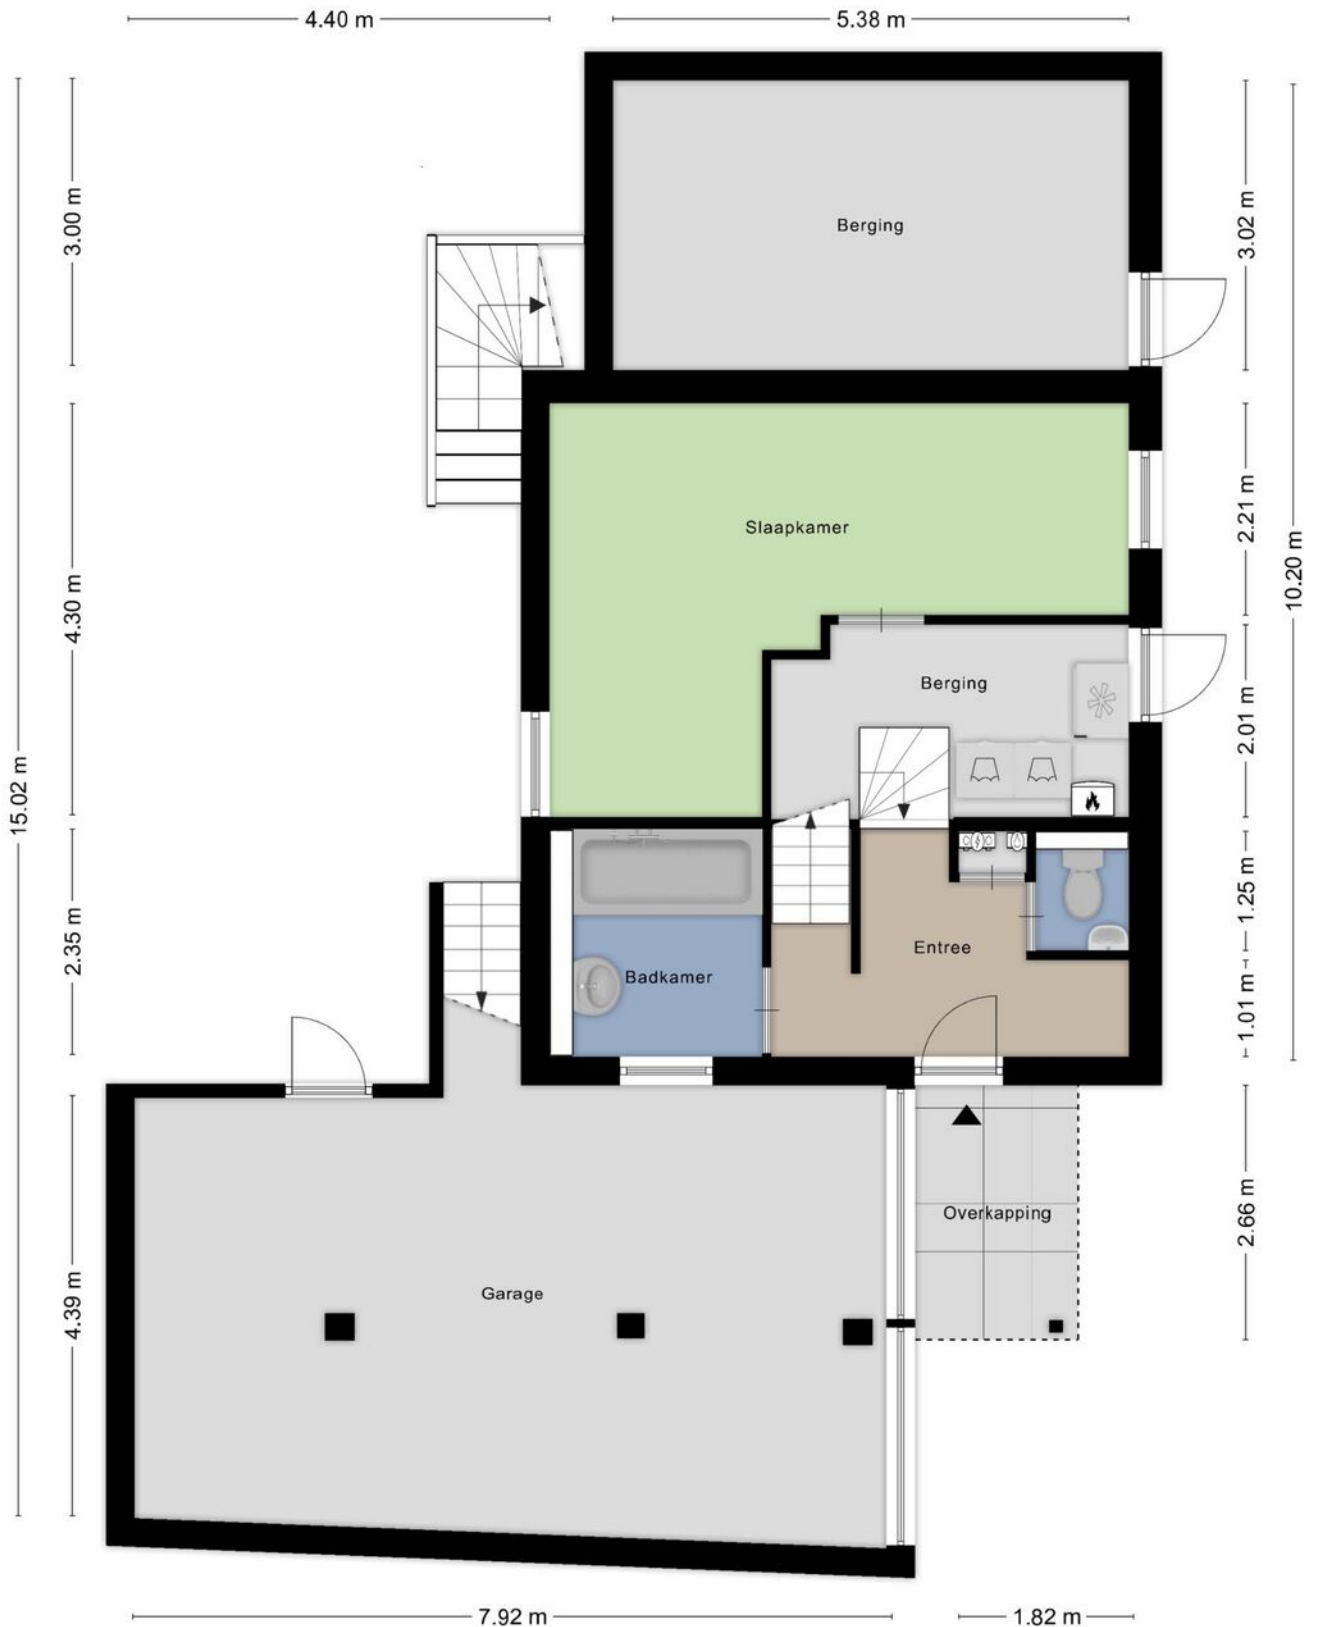 4.40 m
5.38 m
3.00 m
3.02 m
Berging
Slaapkamer
2.21 m
10.20 m
4.30 m
Berging
2.01 m
15.02 m
1.25 m
2.35 m
Entree
Badkamer
1.01 m
Overkapping
2.66 m
Garage
4.39 m
7.92 m
1.82 m